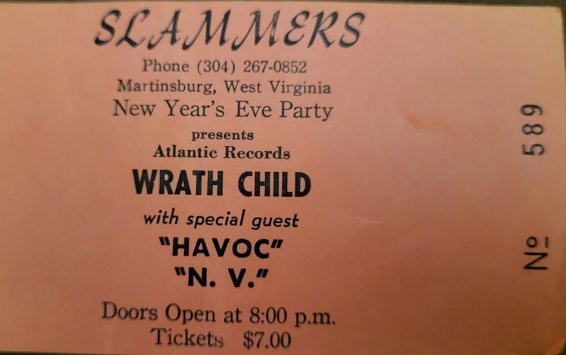 SLAMMERS
Phone (304) 267-0852
Martinsburg, West Virginia
New Year's Eve Party
presents
Atlantic Records
WRATH CHILD
with special guest
"HAVOC"
"N. V."
Doors Open at 8:00 p.m.
Tickets $7.00
Nº 589